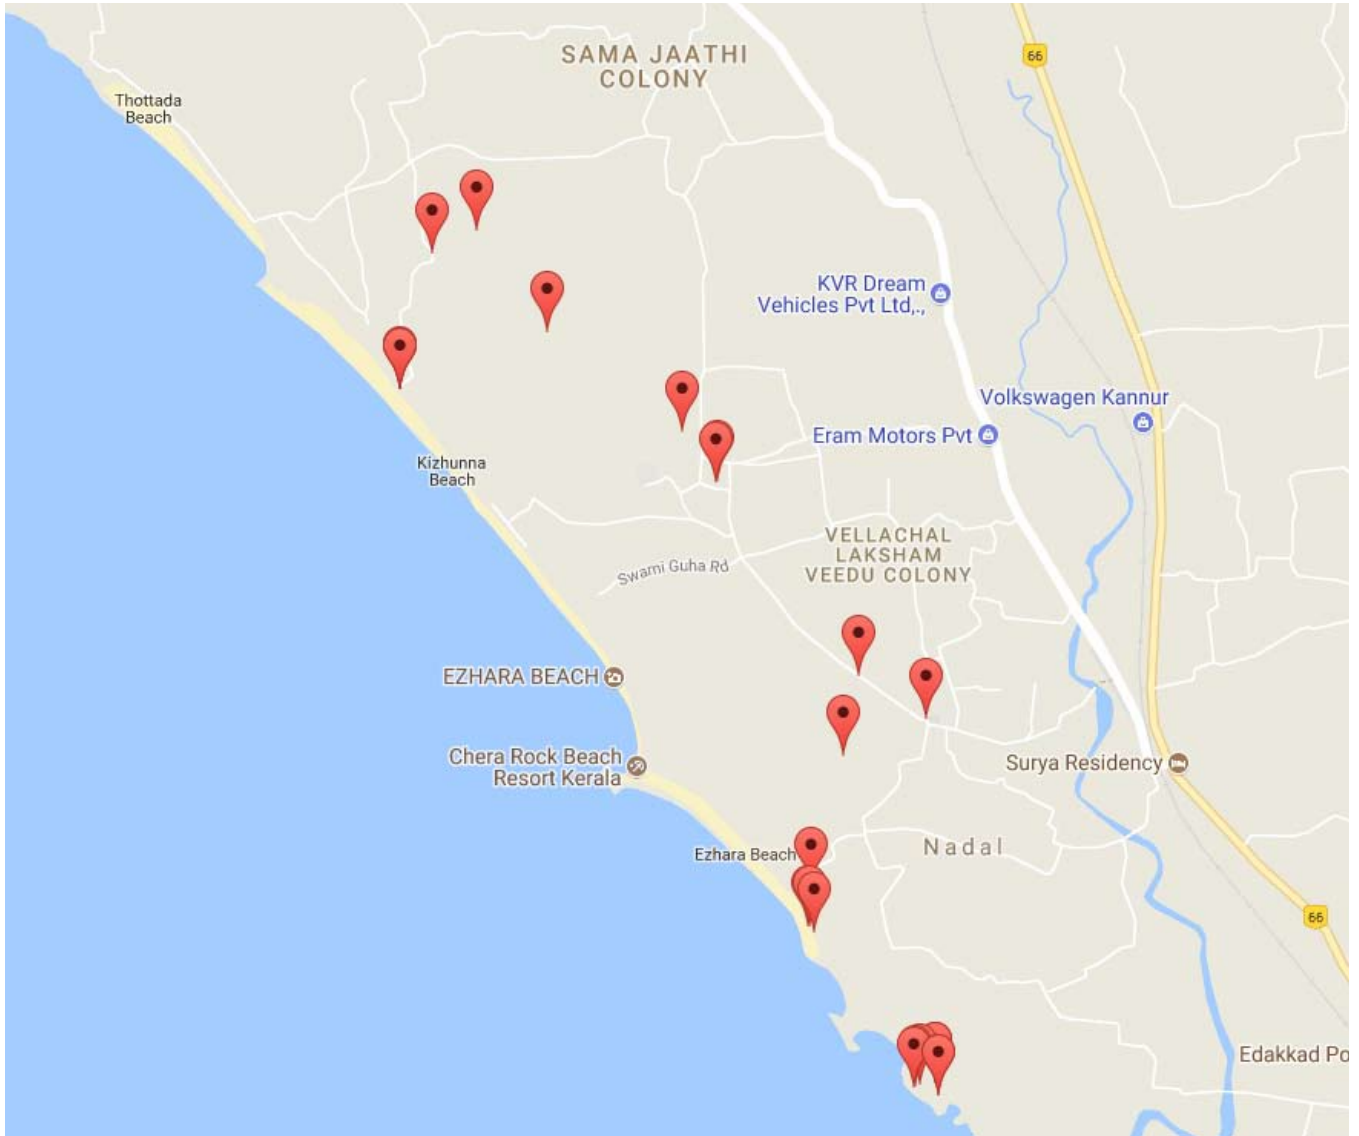 SAMA JAATHI
COLONY
66
Thottada
Beach
KVR Dream
Vehicles Pvt Ltd,.,
Volkswagen Kannur
Eram Motors Pvt
Kizhunna
Beach
VELLACHAL
LAKSHAM
VEEDU COLONY
Swami Guha Rd
EZHARA BEACH
Chera Rock Beach
Resort Kerala
Surya Residency
Nadal
Ezhara Beach
66
Edakkad Po